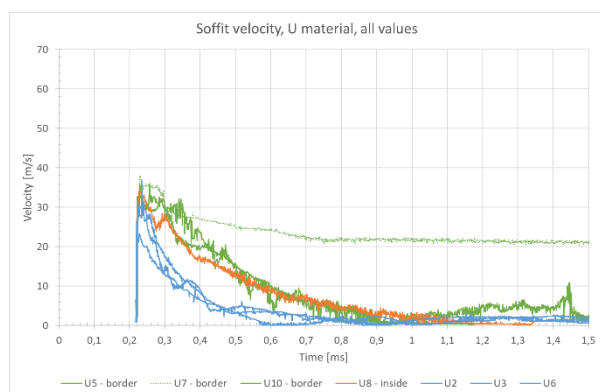 Soffit velocity, U material, all values
70
60
50
40
30
20
10
0
Velocity [m/s]
0 0,1 0,2 0,3 0,4 0,5 0,6 0,7 0,8 0,9 1 1,1 1,2 1,3 1,4 1,5
Time [ms]
U5 - border U7 - border U10 - border U8 - inside U2 U3 U6